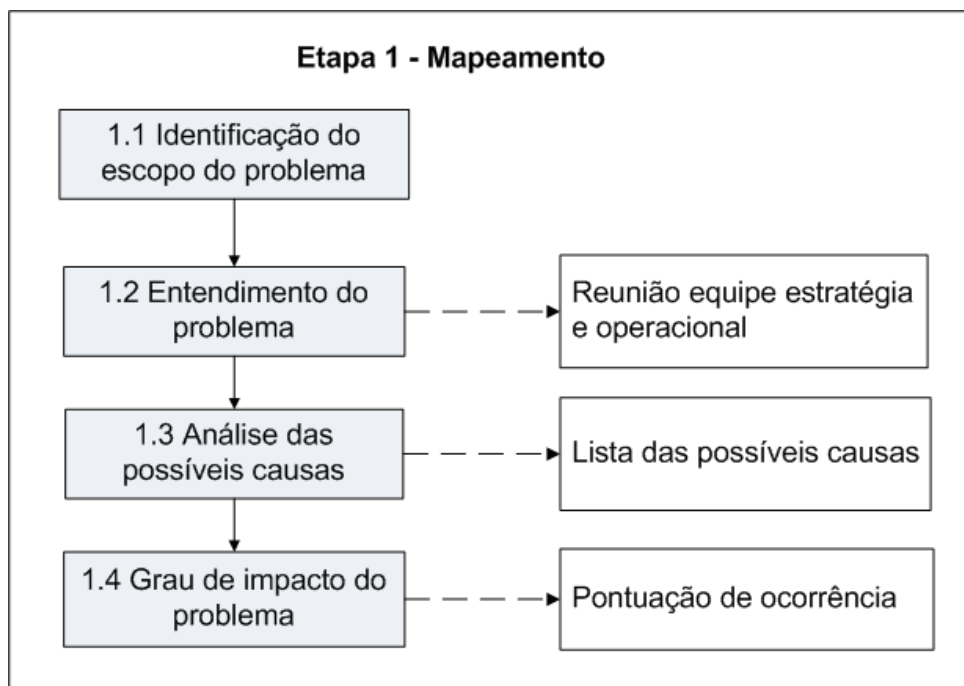 Etapa 1 - Mapeamento
1.1 Identificação do
escopo do problema
1.2 Entendimento do
problema
Reunião equipe estratégia
e operacional
1.3 Análise das
possíveis causas
Lista das possíveis causas
1.4 Grau de impacto do
problema
Pontuação de ocorrência